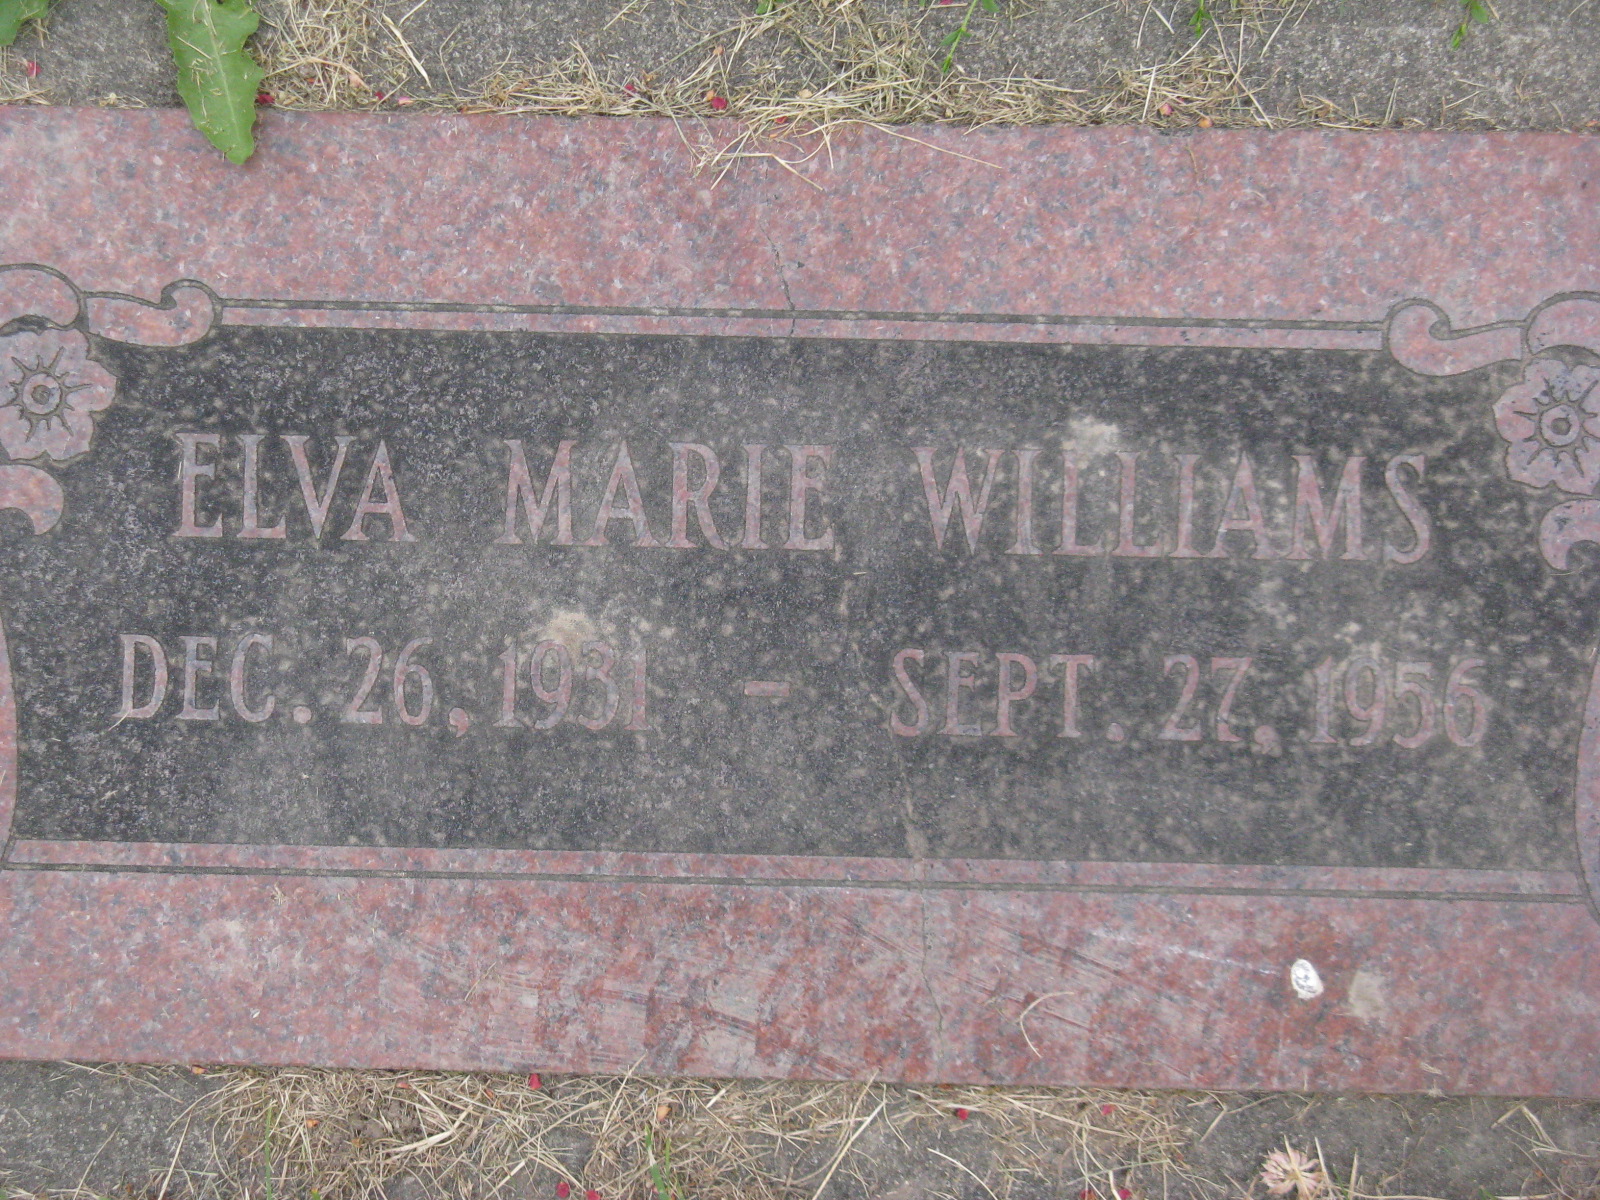 ELVA MARIE WILLIAMS
DEC. 26, 1931 - SEPT. 27, 1956